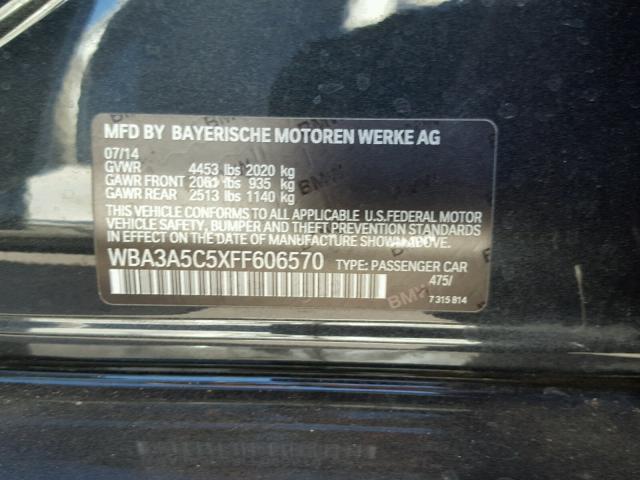 MFD BY BAYERISCHE MOTOREN WERKE AG
07/14
GVWR 4453 lbs 2020 kg
GAWR FRONT 2061 lbs 935 kg
GAWR REAR 2513 lbs 1140 kg
THIS VEHICLE CONFORMS TO ALL APPLICABLE U.S.FEDERAL MOTOR
VEHICLE SAFETY, BUMPER AND THEFT PREVENTION STANDARDS
IN EFFECT ON THE DATE OF MANUFACTURE SHOWN ABOVE.
WBA3A5C5XFF606570 TYPE: PASSENGER CAR
475/
7 315 814
BMW